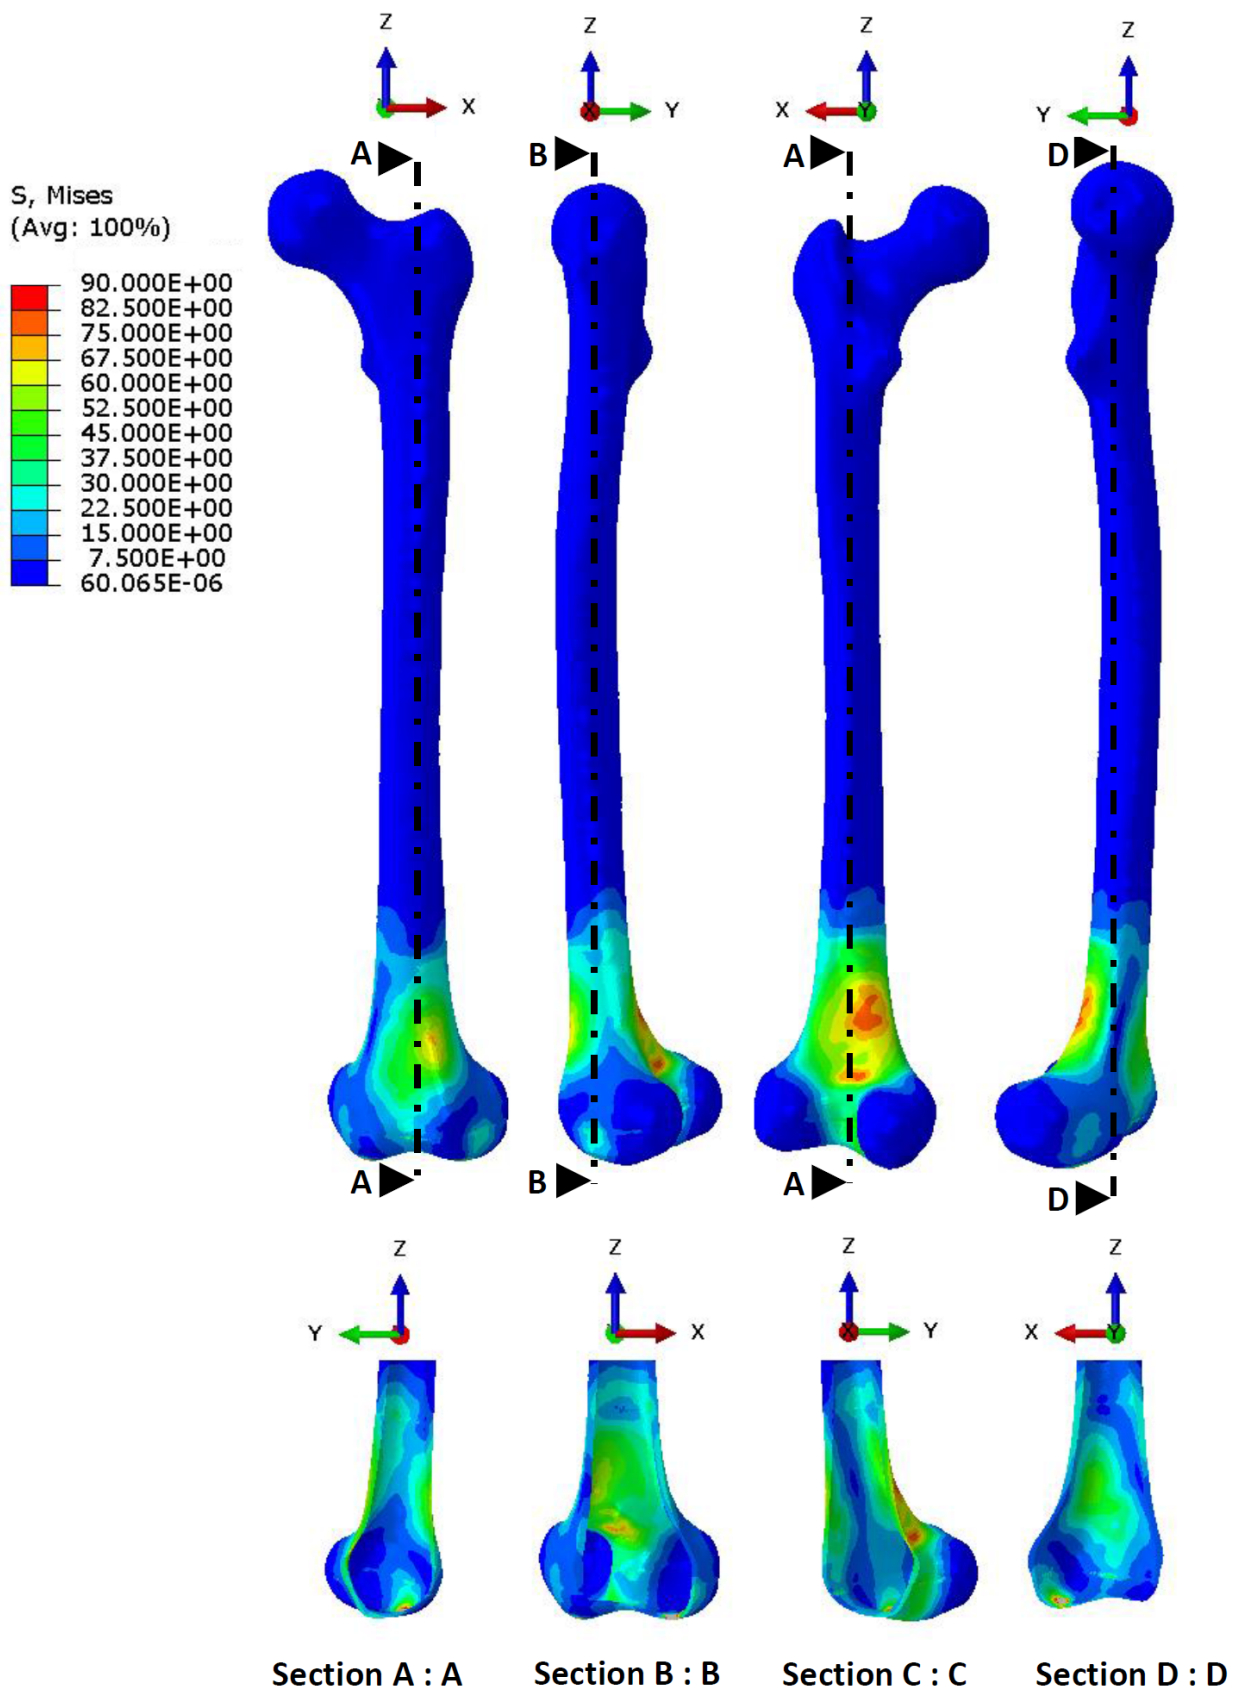 Z
Z
Z
Z
X
X
Y
X
Y
Y
Y
A
B
A
D
S, Mises
(Avg: 100%)
90.000E+00
82.500E+00
75.000E+00
67.500E+00
60.000E+00
52.500E+00
45.000E+00
37.500E+00
30.000E+00
22.500E+00
15.000E+00
7.500E+00
60.065E-06
A
B
A
D
Z
Z
Z
Z
Y
X
X
Y
X
Y
Section A : A
Section B : B
Section C : C
Section D : D